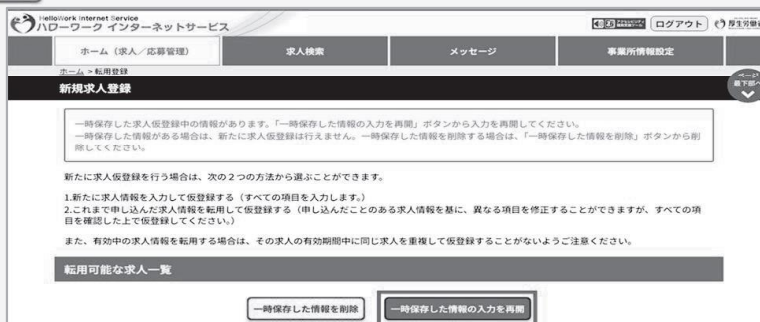 HelloWork Internet Service
ハローワーク インターネットサービス
ログアウト
ホーム（求人／応募管理） 求人検索 メッセージ 事業所情報設定
ホーム > 転用登録
新規求人登録
ページ
最下部へ
一時保存した求人仮登録中の情報があります。「一時保存した情報の入力を再開」ボタンから入力を再開してください。
一時保存した情報がある場合は、新たに求人仮登録は行えません。一時保存した情報を削除する場合は、「一時保存した情報を削除」ボタンから削
除してください。
新たに求人仮登録を行う場合は、次の２つの方法から選ぶことができます。
1.新たに求人情報を入力して仮登録する（すべての項目を入力します。）
2.これまで申し込んだ求人情報を転用して仮登録する（申し込んだことのある求人情報を基に、異なる項目を修正することができますが、すべての項
目を確認した上で仮登録してください。）
また、有効中の求人情報を転用する場合は、その求人の有効期間中に同じ求人を重複して仮登録することがないようご注意ください。
転用可能な求人一覧
一時保存した情報を削除 一時保存した情報の入力を再開